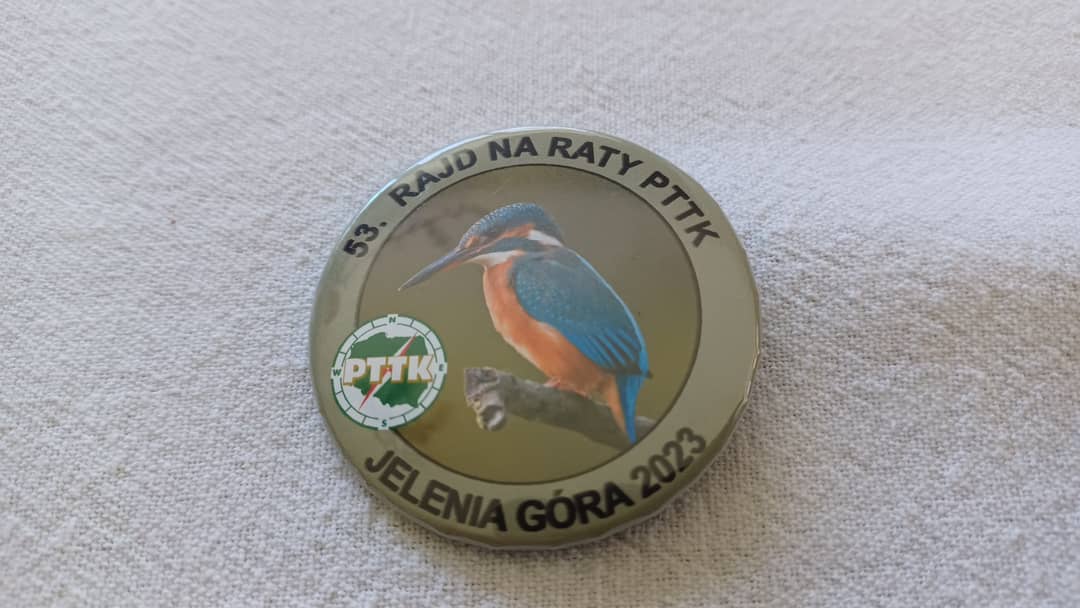 53. RAJD NA RATY PTTK
N
W
PTTK
S
JELENIA GÓRA 2023